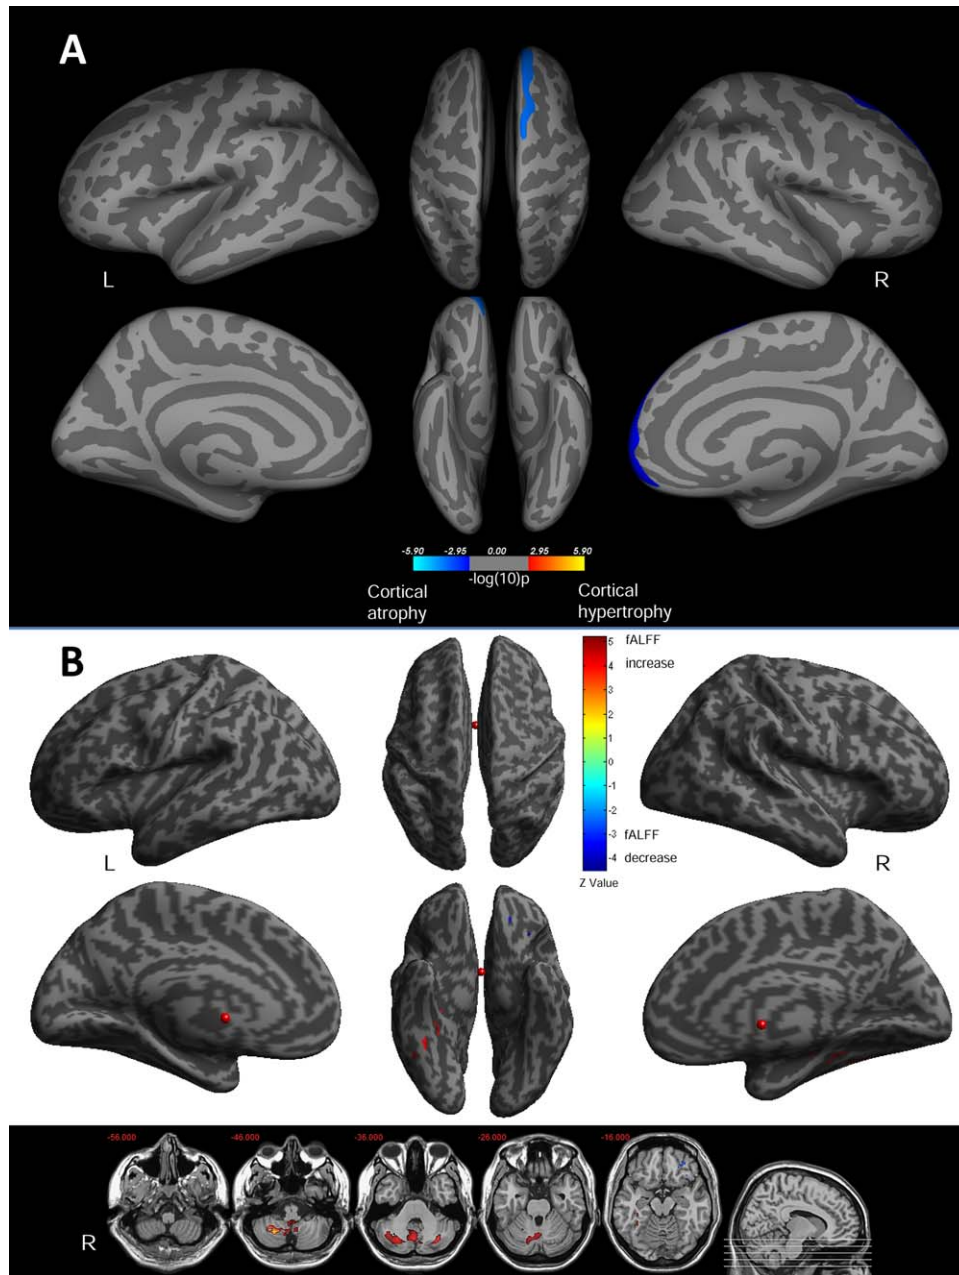 A
L
R
-5.90 -2.95 0.00 2.95 5.90
-log(10)p
Cortical
atrophy
Cortical
hypertrophy
B
5
4
3
2
1
0
-1
-2
-3
-4
fALFF
increase
fALFF
decrease
Z Value
L
R
-56.000 -46.000 -36.000 -26.000 -16.000
R